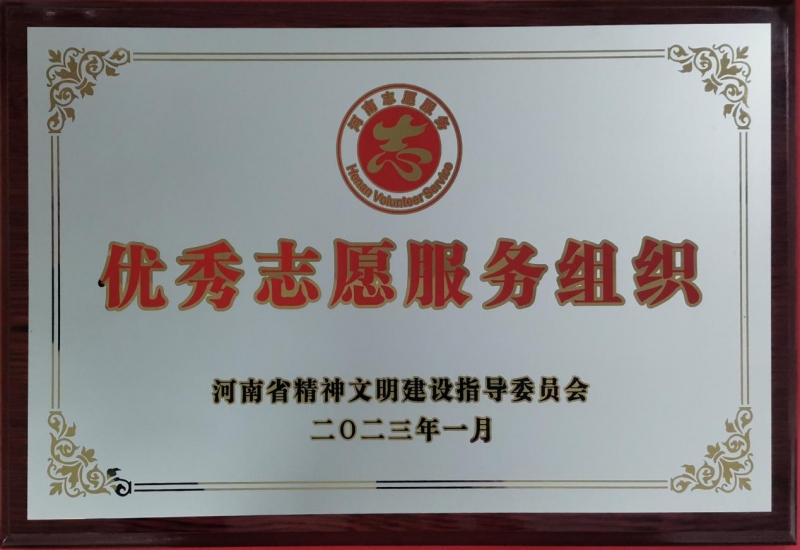 河南志愿服务
志
Henan Volunteer Service
优秀志愿服务组织
河南省精神文明建设指导委员会
二〇二三年一月